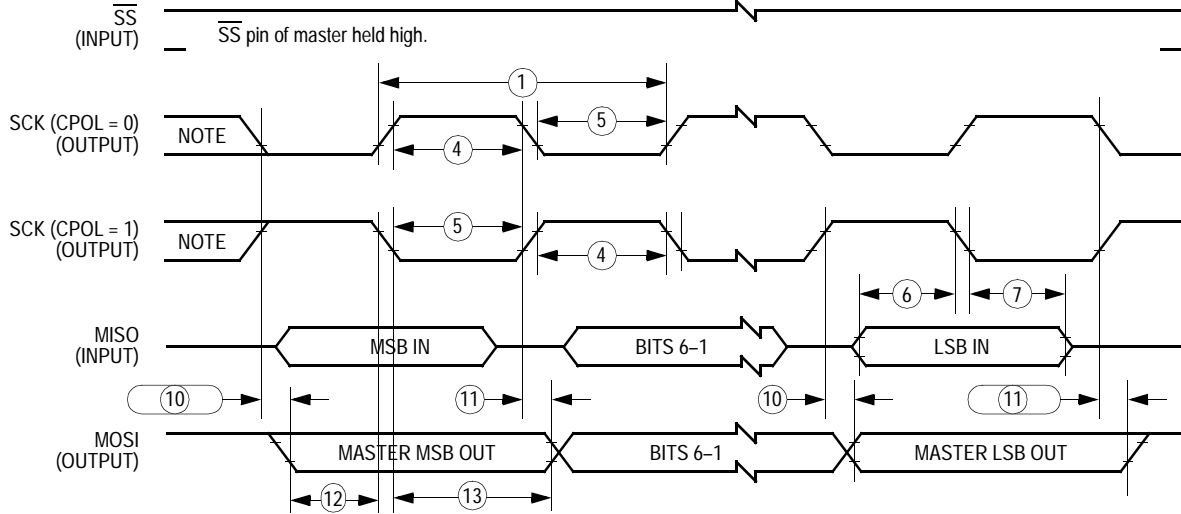 SS
(INPUT)
SS pin of master held high.
1
SCK (CPOL = 0)
(OUTPUT)
NOTE
5
4
SCK (CPOL = 1)
(OUTPUT)
NOTE
5
4
6
7
MISO
(INPUT)
MSB IN
BITS 6–1
LSB IN
10
11
10
11
MOSI
(OUTPUT)
MASTER MSB OUT
BITS 6–1
MASTER LSB OUT
12
13